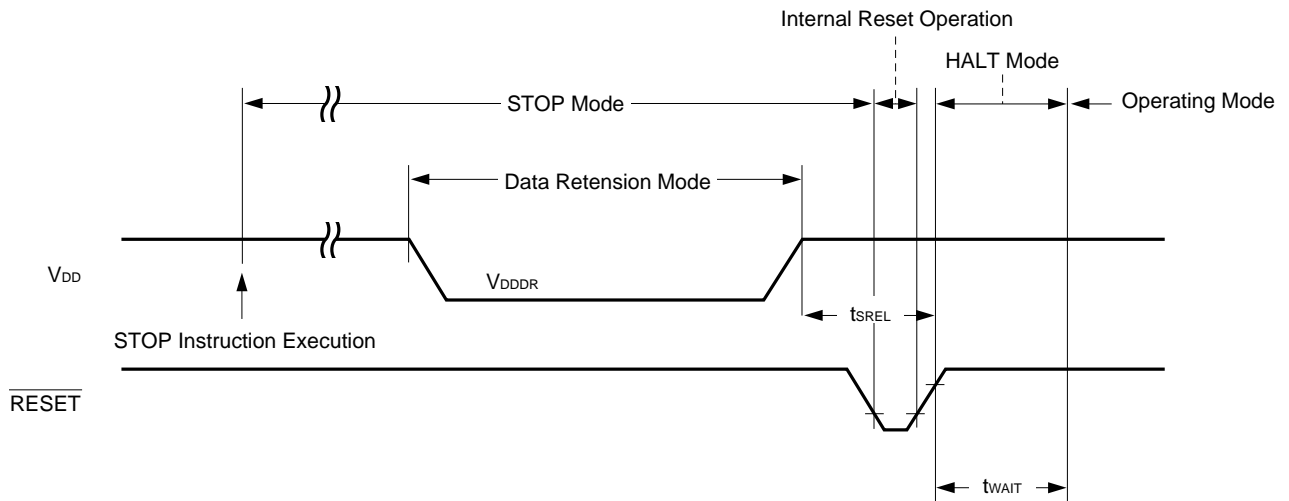 Internal Reset Operation
HALT Mode
STOP Mode
Operating Mode
Data Retension Mode
VDD
VDDDR
tSREL
STOP Instruction Execution
RESET
tWAIT